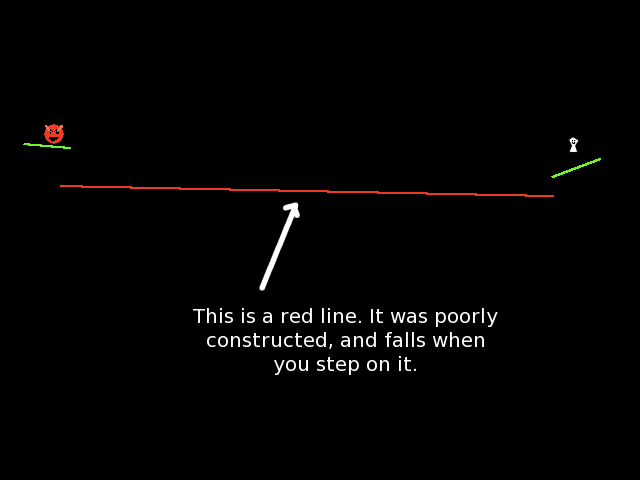 This is a red line. It was poorly
constructed, and falls when
you step on it.